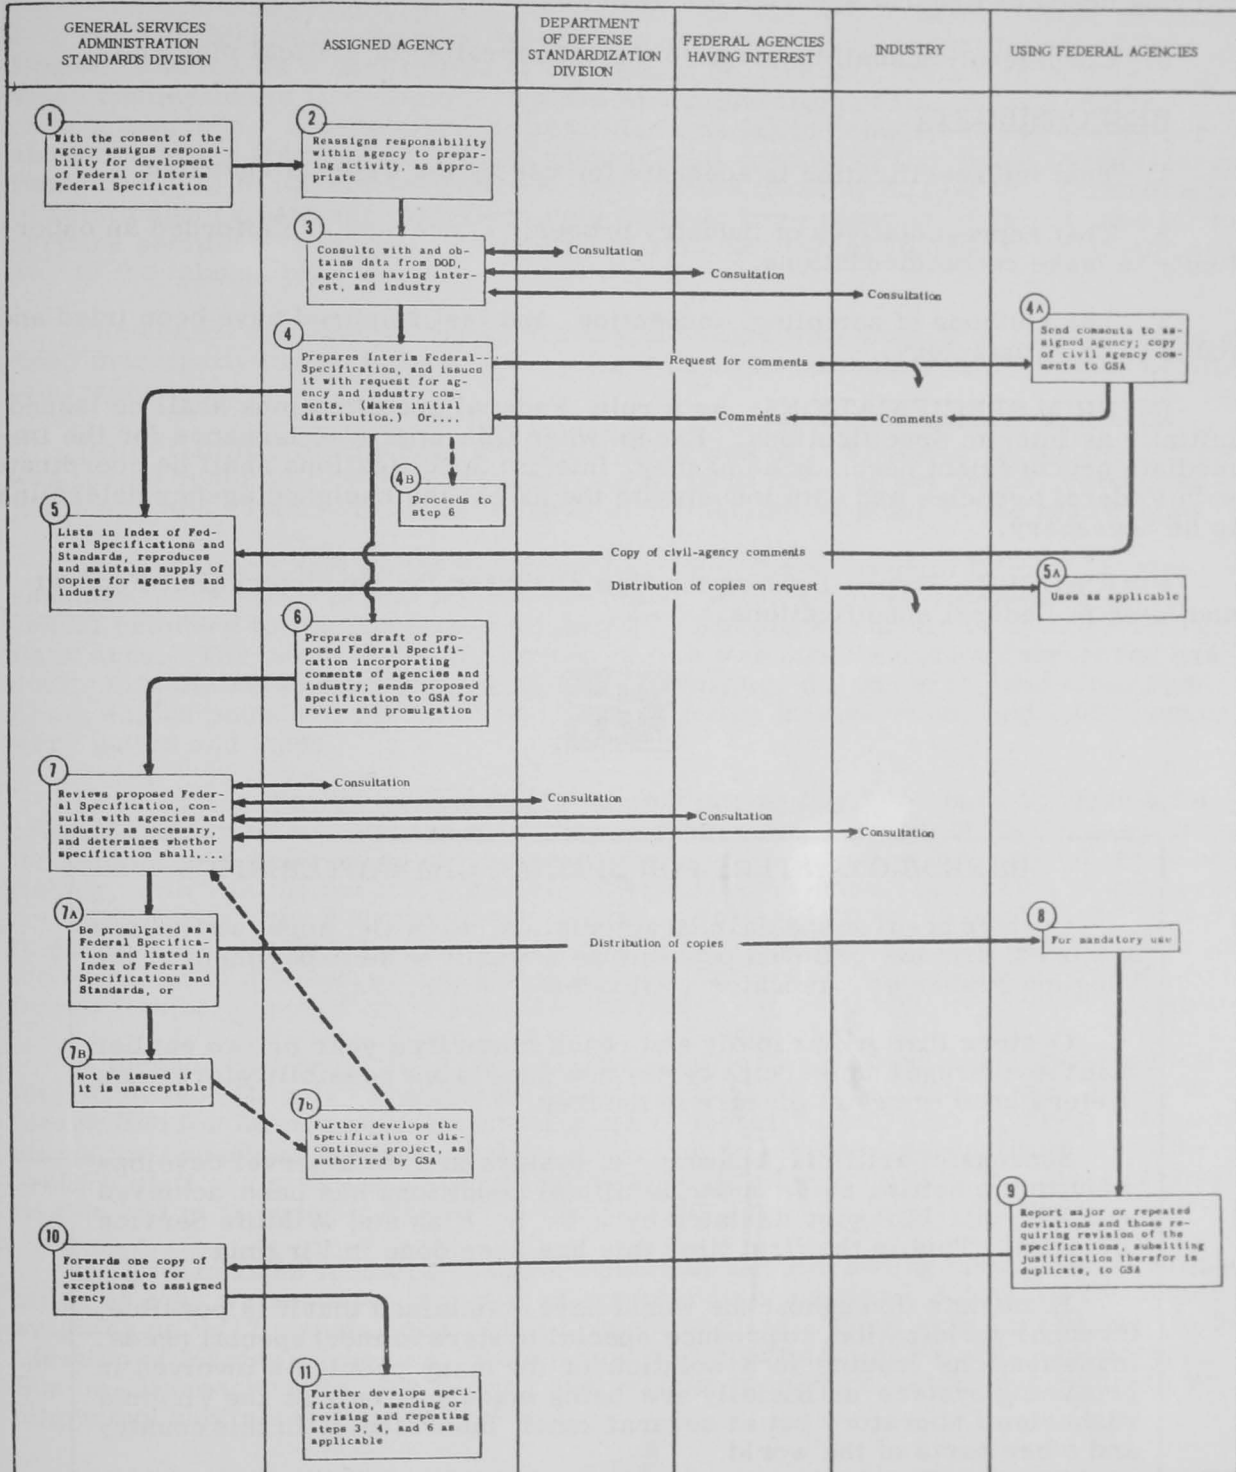 GENERAL SERVICES
ADMINISTRATION
STANDARDS DIVISION
ASSIGNED AGENCY
DEPARTMENT
OF DEFENSE
STANDARDIZATION
DIVISION
FEDERAL AGENCIES
HAVING INTEREST
INDUSTRY
USING FEDERAL AGENCIES
1
With the consent of the
agency assigns responsi-
bility for development
of Federal or Interim
Federal Specification
2
Reassigns responsibility
within agency to prepar-
ing activity, as appro-
priate
3
Consults with and ob-
tains data from DOD,
agencies having inter-
est, and industry
Consultation
Consultation
Consultation
4
Prepares Interim Federal--
Specification, and issues
it with request for ag-
ency and industry com-
ments. (Makes initial
distribution.) Or....
Request for comments
4A
Send comments to as-
signed agency; copy
of civil agency com-
ments to GSA
Comments
Comments
4B
Proceeds to
step 6
5
Lists in Index of Fed-
eral Specifications and
Standards, reproduces
and maintains supply of
copies for agencies and
industry
Copy of civil-agency comments
Distribution of copies on request
5A
Uses as applicable
6
Prepares draft of pro-
posed Federal Specifi-
cation incorporating
comments of agencies and
industry; sends proposed
specification to GSA for
review and promulgation
7
Reviews proposed Feder-
al Specification, con-
sults with agencies and
industry as necessary,
and determines whether
specification shall....
Consultation
Consultation
Consultation
Consultation
7A
Be promulgated as a
Federal Specifica-
tion and listed in
Index of Federal
Specifications and
Standards, or
Distribution of copies
8
For mandatory use
7B
Not be issued if
it is unacceptable
7b
Further develops the
specification or dis-
continues project, as
authorized by GSA
9
Report major or repeated
deviations and those re-
quiring revision of the
specifications, submitting
justification therefor in
duplicate, to GSA
10
Forwards one copy of
justification for
exceptions to assigned
agency
11
Further develops speci-
fication, amending or
revising and repeating
steps 3, 4, and 6 as
applicable